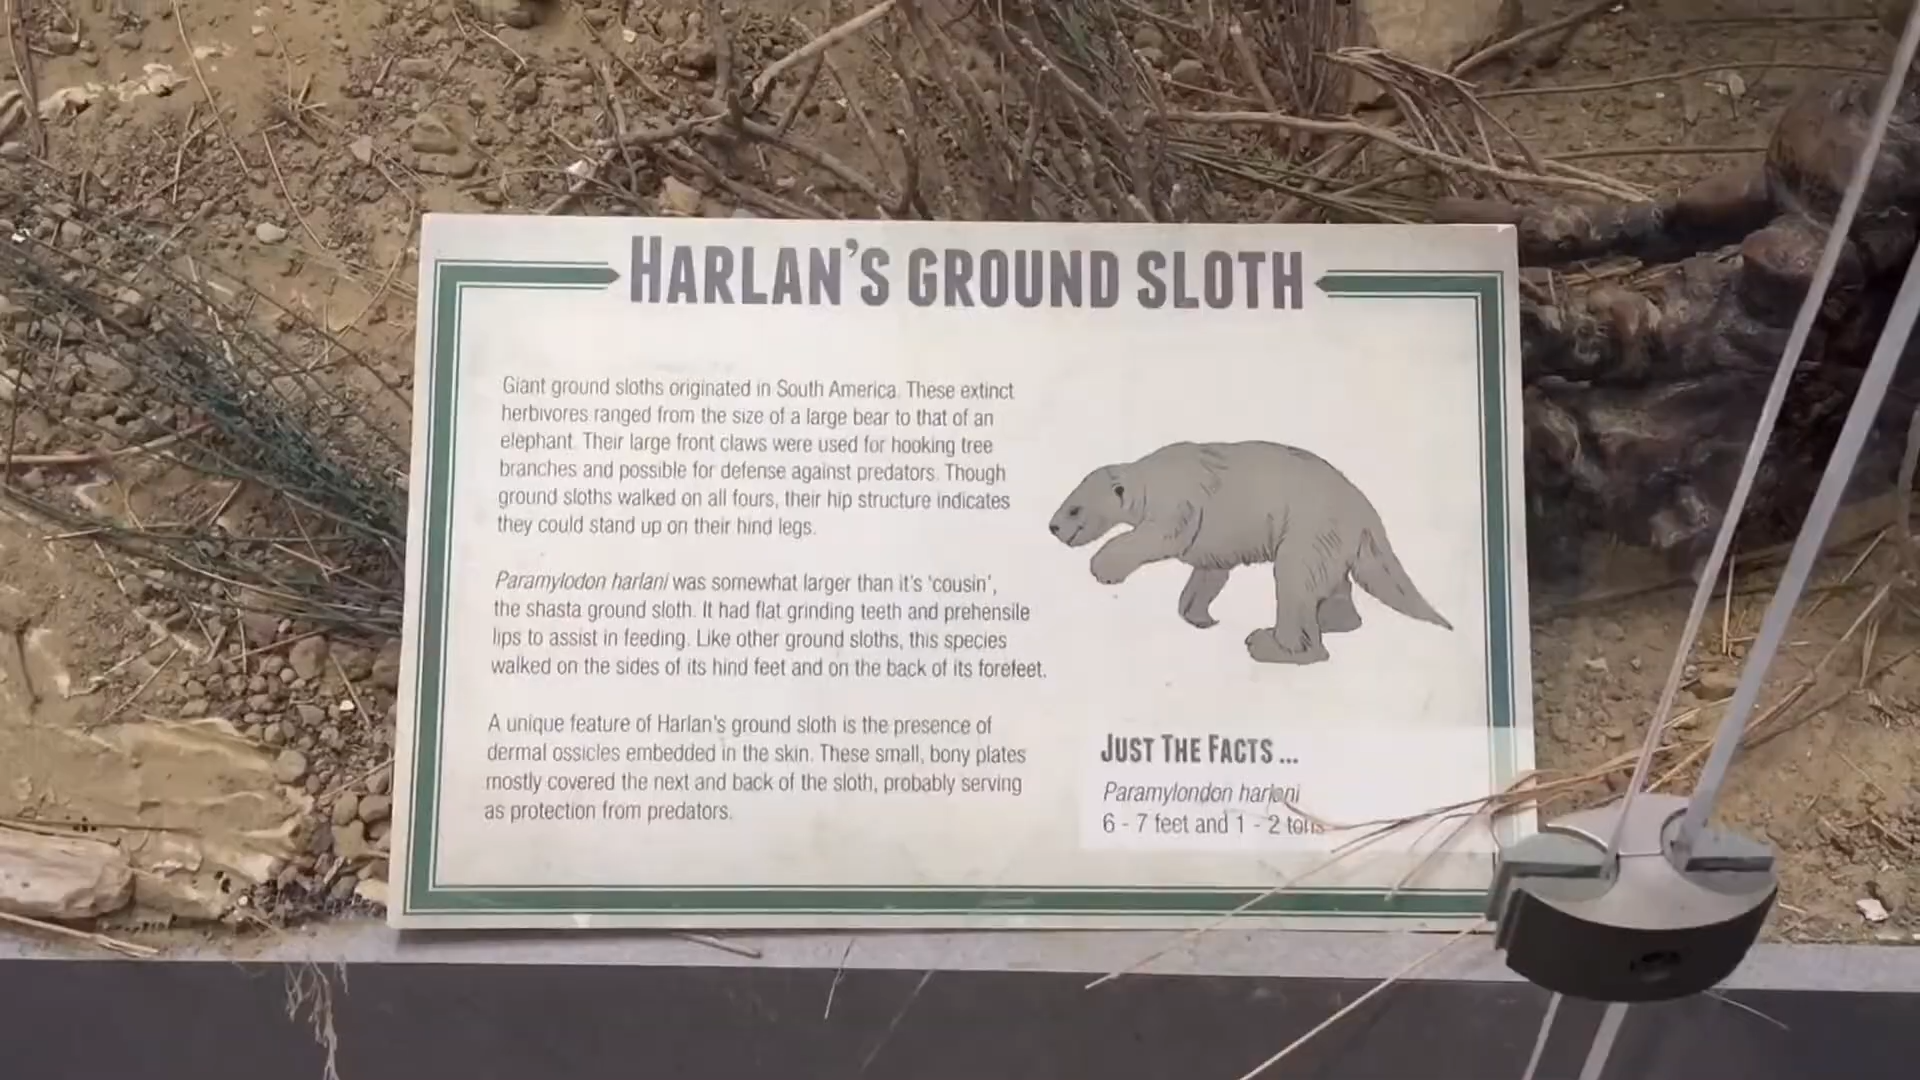 HARLAN'S GROUND SLOTH
Giant ground sloths originated in South America. These extinct
herbivores ranged from the size of a large bear to that of an
elephant. Their large front claws were used for hooking tree
branches and possible for defense against predators. Though
ground sloths walked on all fours, their hip structure indicates
they could stand up on their hind legs.
Paramylodon harlani was somewhat larger than it's 'cousin',
the shasta ground sloth. It had flat grinding teeth and prehensile
lips to assist in feeding. Like other ground sloths, this species
walked on the sides of its hind feet and on the back of its forefeet.
A unique feature of Harlan's ground sloth is the presence of
dermal ossicles embedded in the skin. These small, bony plates
mostly covered the next and back of the sloth, probably serving
as protection from predators.
JUST THE FACTS ...
Paramylondon harlani
6 - 7 feet and 1 - 2 tons